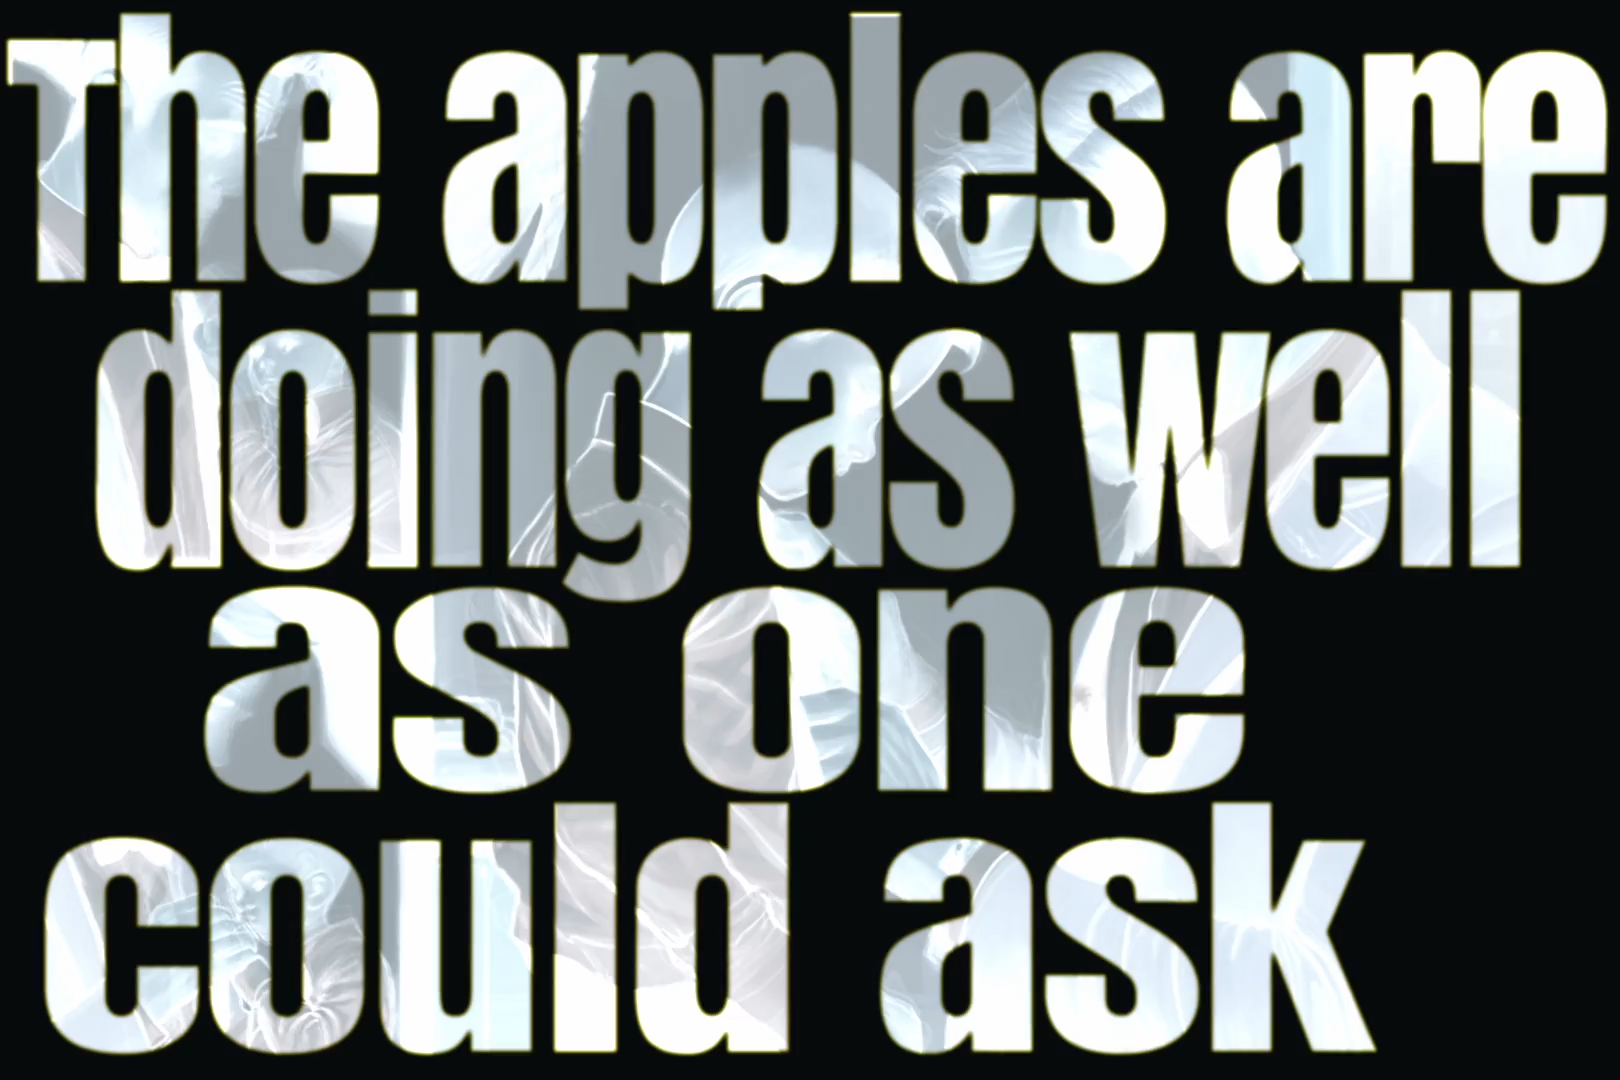 The apples are
doing as well
as one
could ask